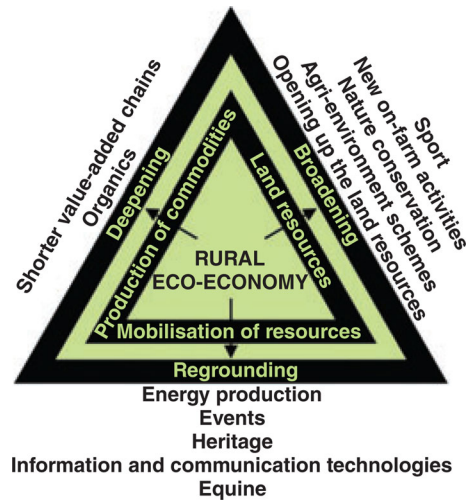 Shorter value-added chains
Organics
Deepening
Production of commodities
Sport
New on-farm activities
Nature conservation
Agri-environment schemes
Opening up the land resources
Broadening
Land resources
RURAL
ECO-ECONOMY
Mobilisation of resources
Regrounding
Energy production
Events
Heritage
Information and communication technologies
Equine